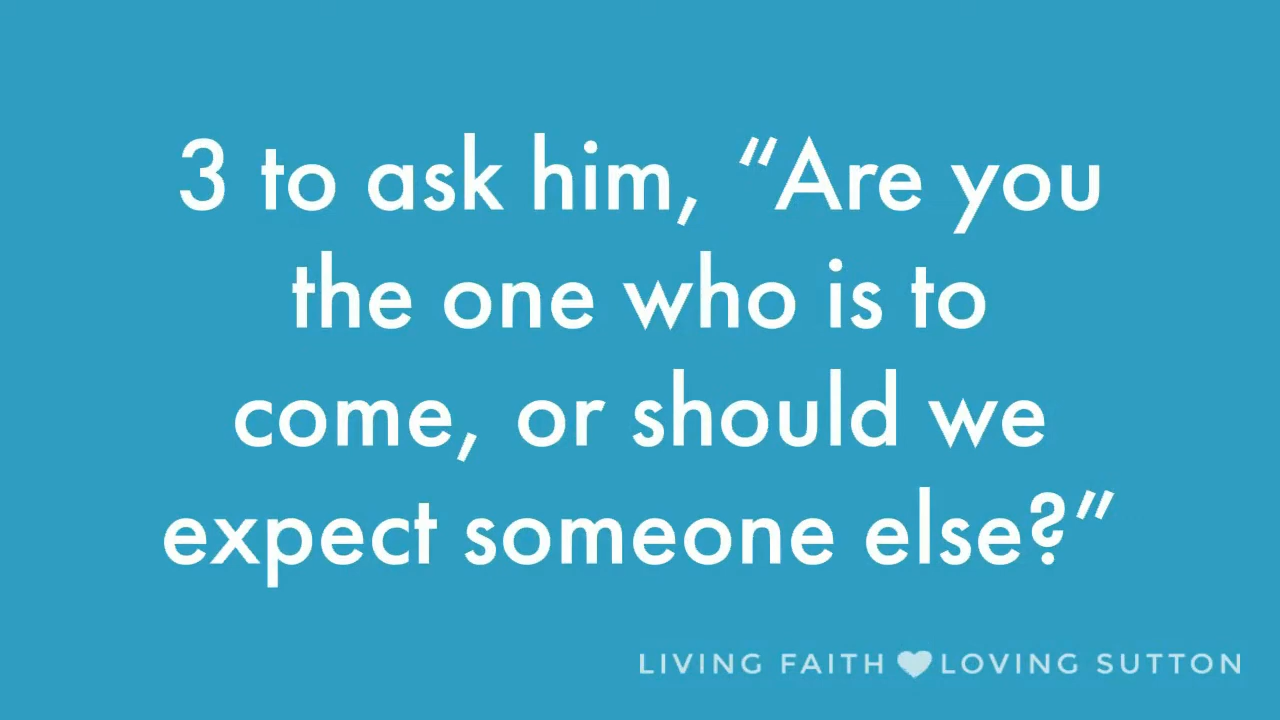 3 to ask him, “Are you
the one who is to
come, or should we
expect someone else?”
LIVING FAITH LOVING SUTTON